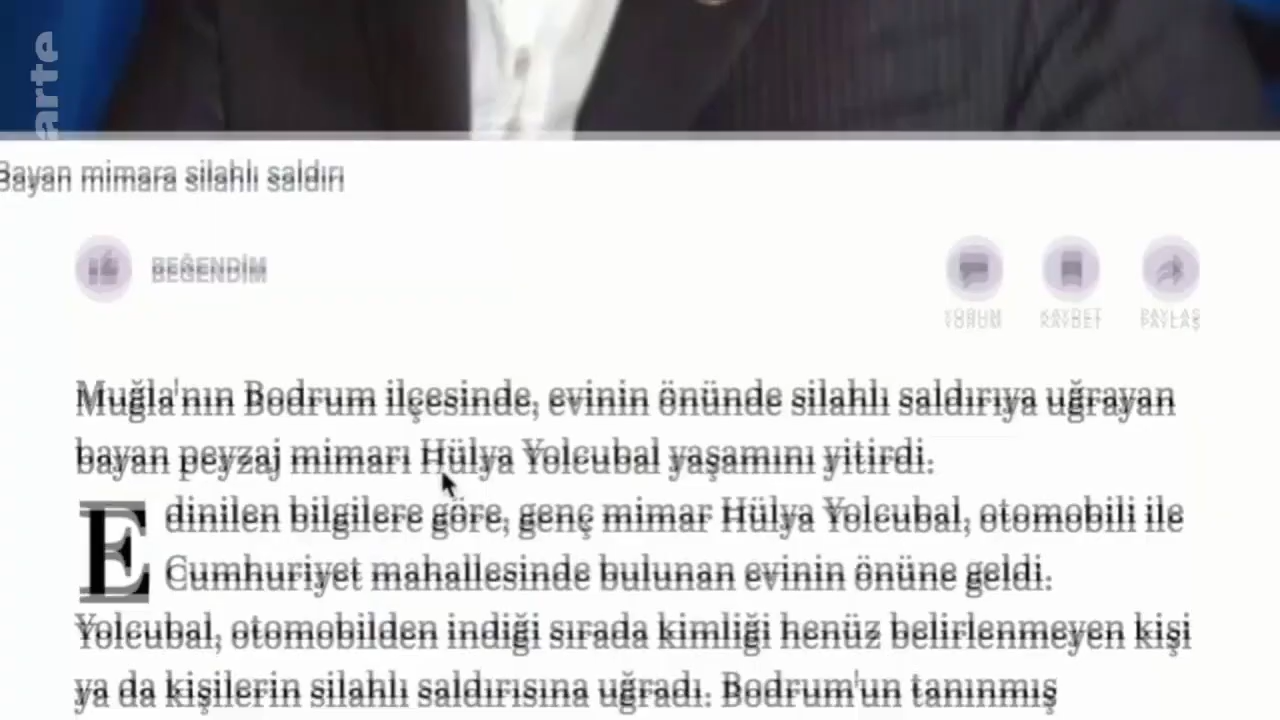 arte
Bayan mimara silahlı saldırı
BEĞENDİM
YORUM KAYDET PAYLAŞ
Muğla'nın Bodrum ilçesinde, evinin önünde silahlı saldırıya uğrayan
bayan peyzaj mimarı Hülya Yolcubal yaşamını yitirdi.
Edinilen bilgilere göre, genç mimar Hülya Yolcubal, otomobili ile
Cumhuriyet mahallesinde bulunan evinin önüne geldi.
Yolcubal, otomobilden indiği sırada kimliği henüz belirlenmeyen kişi
ya da kişilerin silahlı saldırısına uğradı. Bodrum'un tanınmış